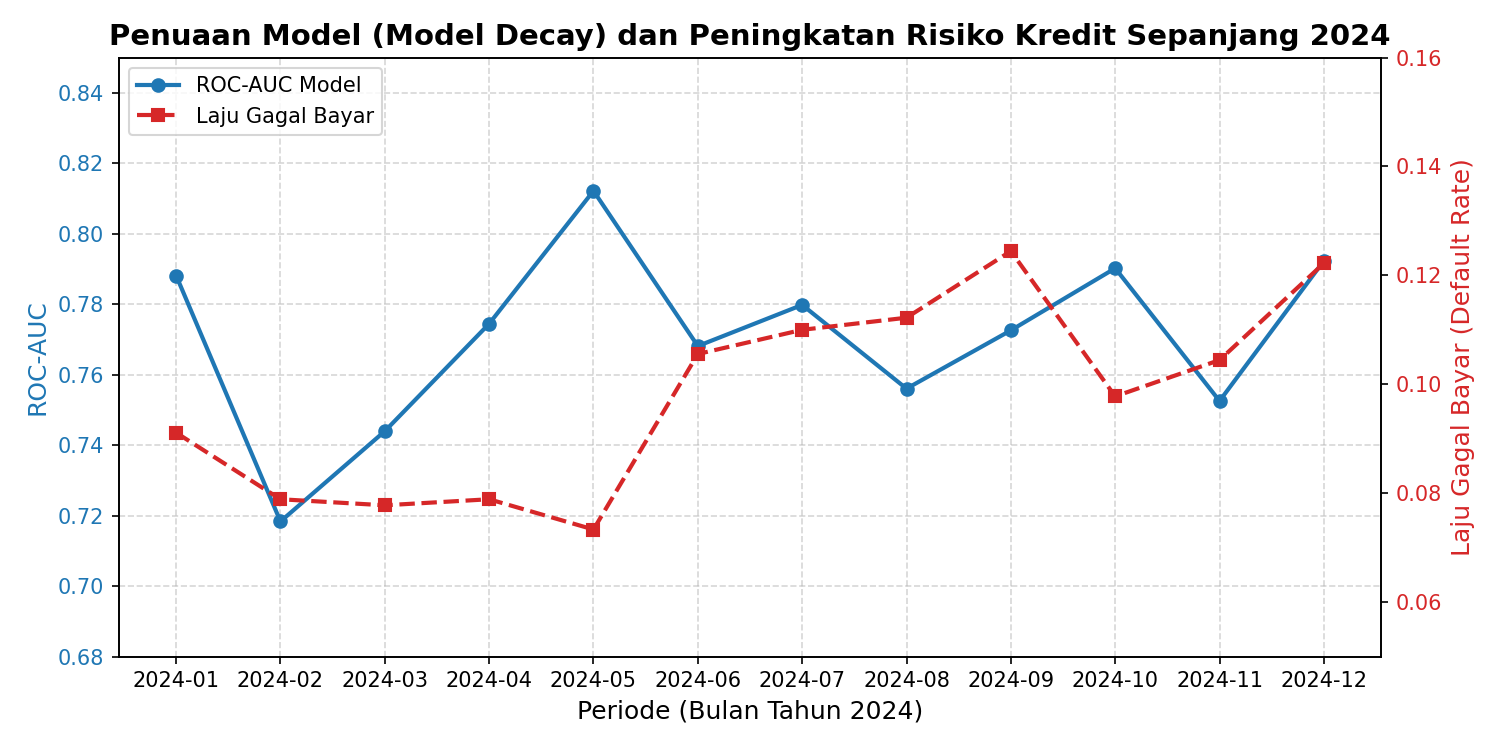 Penuaan Model (Model Decay) dan Peningkatan Risiko Kredit Sepanjang 2024
ROC-AUC Model
Laju Gagal Bayar
ROC-AUC
0.84
0.82
0.80
0.78
0.76
0.74
0.72
0.70
0.68
0.16
0.14
0.12
0.10
0.08
0.06
Laju Gagal Bayar (Default Rate)
2024-01 2024-02 2024-03 2024-04 2024-05 2024-06 2024-07 2024-08 2024-09 2024-10 2024-11 2024-12
Periode (Bulan Tahun 2024)